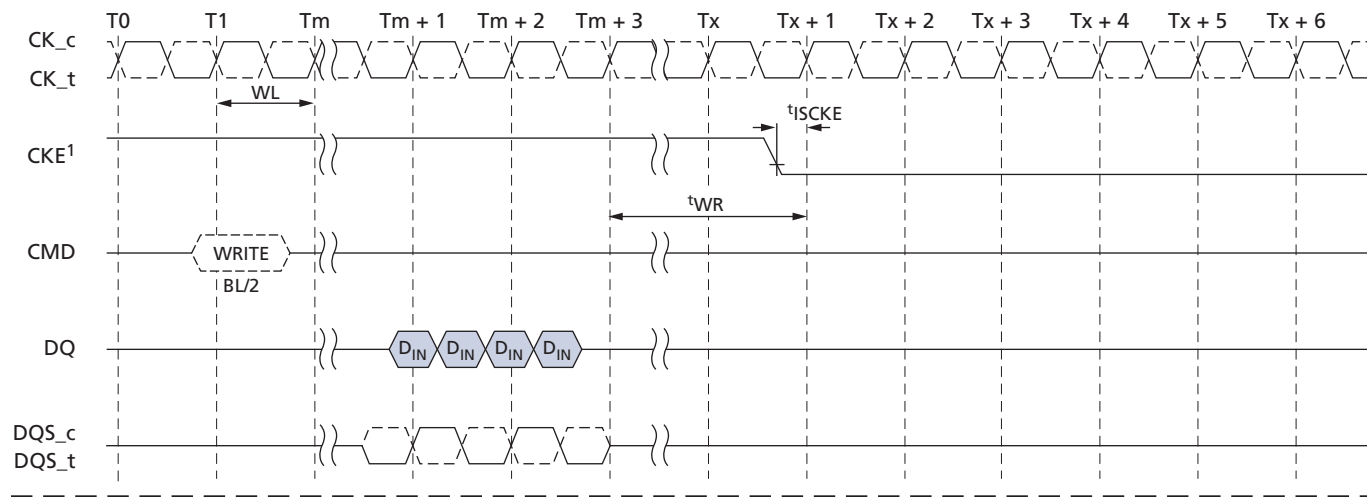 T0 T1 Tm Tm + 1 Tm + 2 Tm + 3 Tx Tx + 1 Tx + 2 Tx + 3 Tx + 4 Tx + 5 Tx + 6
CK_c
CK_t
WL
tISCKE
CKE1
tWR
CMD WRITE
BL/2
DQ DIN DIN DIN DIN
DQS_c
DQS_t